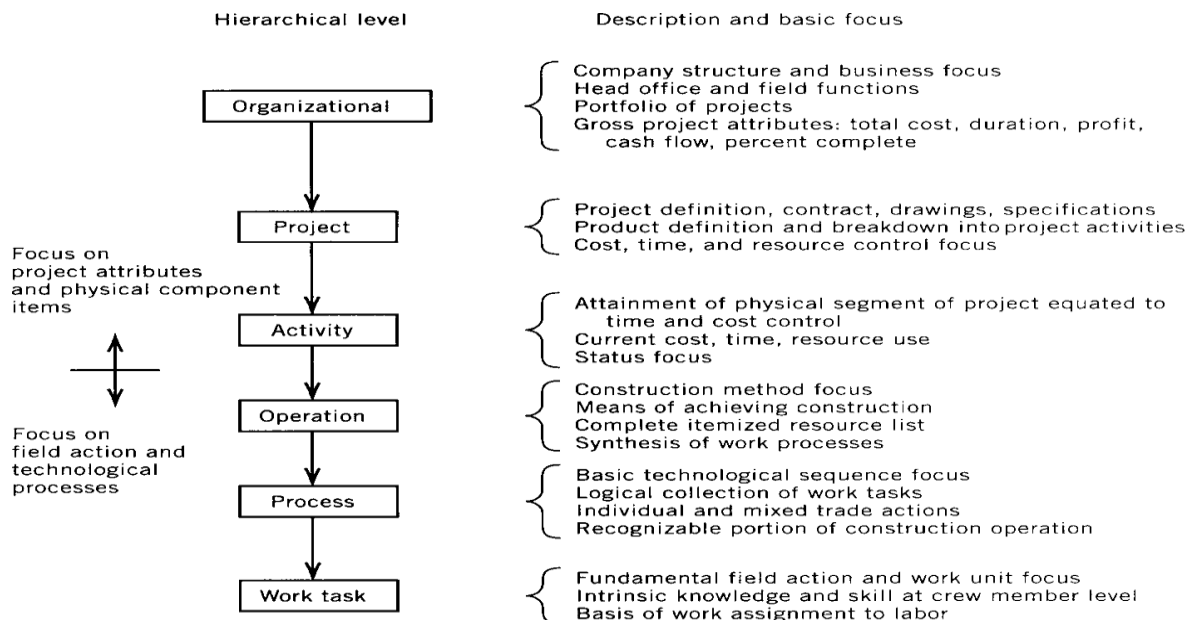 Hierarchical level
Description and basic focus
Organizational
Company structure and business focus
Head office and field functions
Portfolio of projects
Gross project attributes: total cost, duration, profit,
cash flow, percent complete
Project
Project definition, contract, drawings, specifications
Product definition and breakdown into project activities
Cost, time, and resource control focus
Focus on
project attributes
and physical component
items
Activity
Attainment of physical segment of project equated to
time and cost control
Current cost, time, resource use
Status focus
Operation
Construction method focus
Means of achieving construction
Complete itemized resource list
Synthesis of work processes
Focus on
field action and
technological
processes
Process
Basic technological sequence focus
Logical collection of work tasks
Individual and mixed trade actions
Recognizable portion of construction operation
Work task
Fundamental field action and work unit focus
Intrinsic knowledge and skill at crew member level
Basis of work assignment to labor